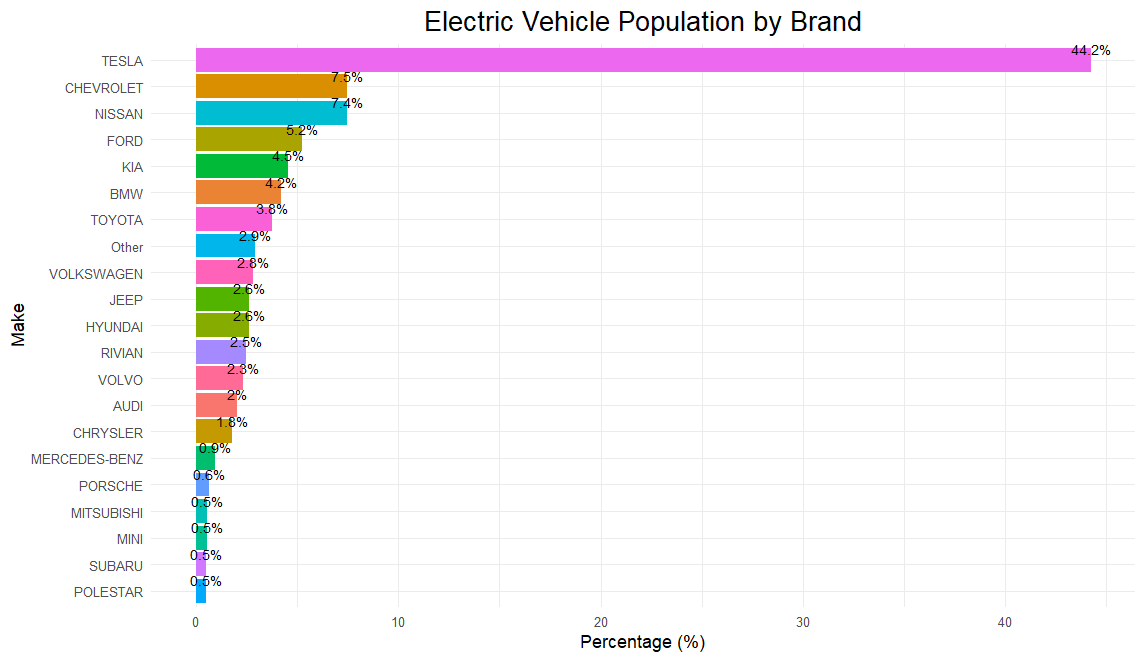 Electric Vehicle Population by Brand
Make
TESLA 44.2%
CHEVROLET 7.5%
NISSAN 7.4%
FORD 5.2%
KIA 4.5%
BMW 4.2%
TOYOTA 3.8%
Other 2.9%
VOLKSWAGEN 2.8%
JEEP 2.6%
HYUNDAI 2.6%
RIVIAN 2.5%
VOLVO 2.3%
AUDI 2%
CHRYSLER 1.8%
MERCEDES-BENZ 0.9%
PORSCHE 0.6%
MITSUBISHI 0.5%
MINI 0.5%
SUBARU 0.5%
POLESTAR 0.5%
0 10 20 30 40
Percentage (%)